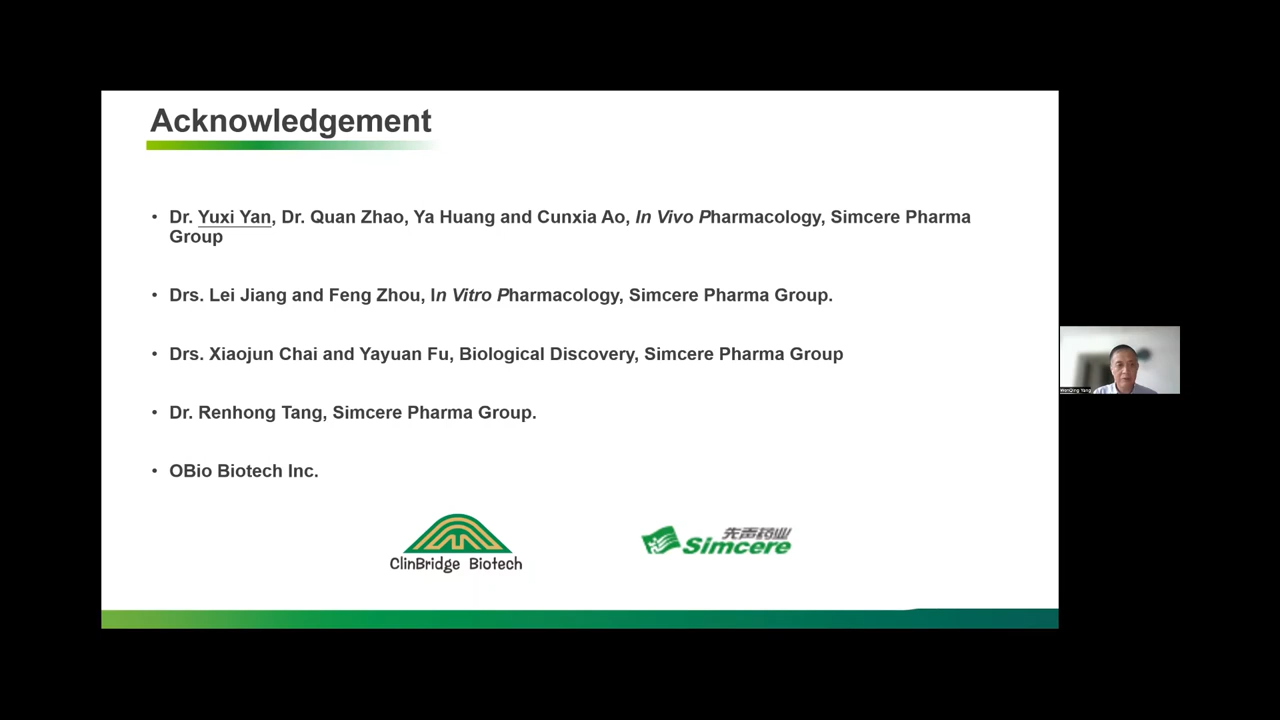 Acknowledgement
• Dr. Yuxi Yan, Dr. Quan Zhao, Ya Huang and Cunxia Ao, In Vivo Pharmacology, Simcere Pharma
Group
• Drs. Lei Jiang and Feng Zhou, In Vitro Pharmacology, Simcere Pharma Group.
• Drs. Xiaojun Chai and Yayuan Fu, Biological Discovery, Simcere Pharma Group
• Dr. Renhong Tang, Simcere Pharma Group.
• OBio Biotech Inc.
ClinBridge Biotech
先声药业
Simcere
WenQing Yang